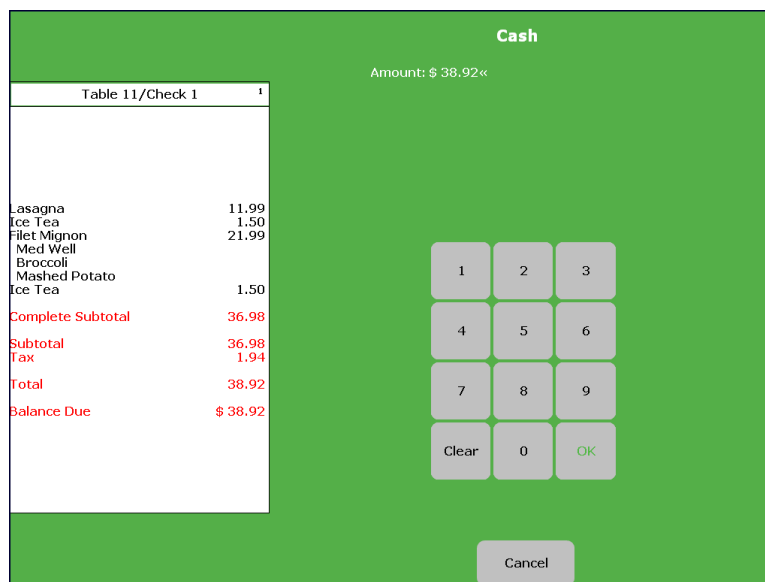 Cash
Amount: $ 38.92«
Table 11/Check 1 1
Lasagna 11.99
Ice Tea 1.50
Filet Mignon 21.99
Med Well
Broccoli
Mashed Potato
Ice Tea 1.50
Complete Subtotal 36.98
Subtotal 36.98
Tax 1.94
Total 38.92
Balance Due $ 38.92
1 2 3
4 5 6
7 8 9
Clear 0 OK
Cancel